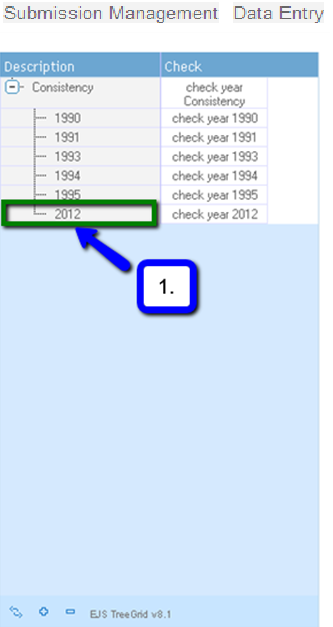 Submission Management Data Entry
Description Check
Consistency check year
Consistency
1990 check year 1990
1991 check year 1991
1993 check year 1993
1994 check year 1994
1995 check year 1995
2012 check year 2012
1.
EJS TreeGrid v8.1